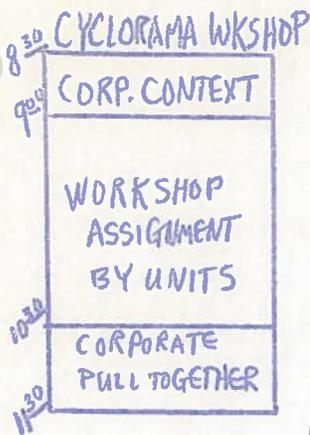 CYCLORAMA WKSHOP
8³⁰
CORP. CONTEXT
9⁰⁰
WORKSHOP
ASSIGNMENT
BY UNITS
10³⁰
CORPORATE
PULL TOGETHER
11³⁰